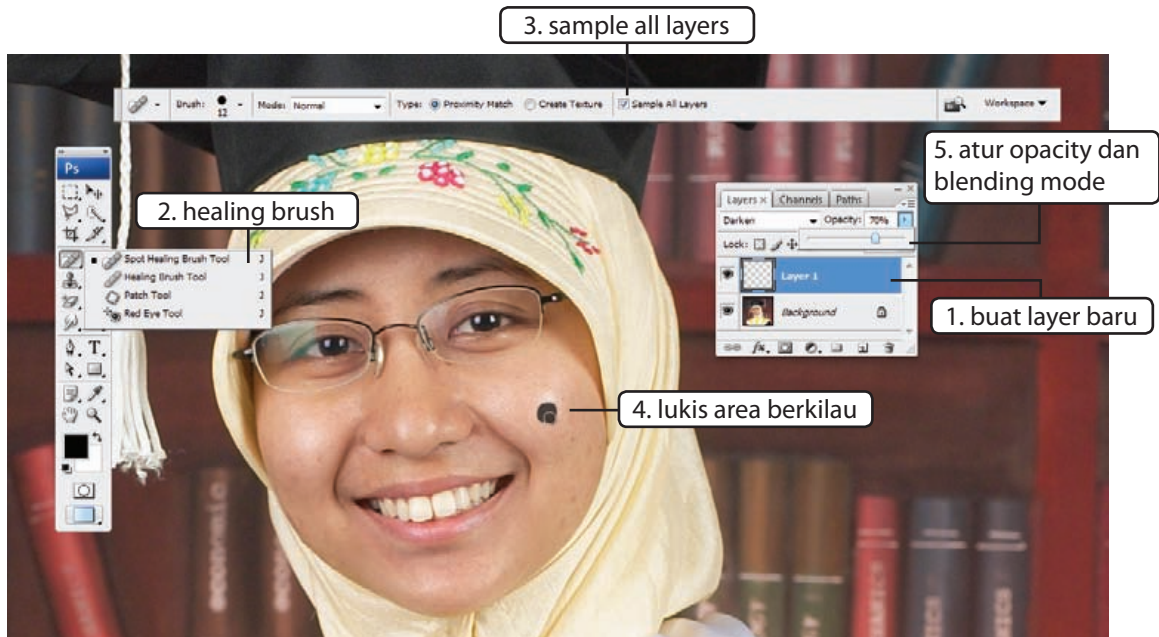 3. sample all layers
Brush: 12 Mode: Normal Type: Proximity Match Create Texture Sample All Layers Workspace
Ps
5. atur opacity dan
blending mode
2. healing brush
Layers x Channels Paths
Darken Opacity: 70%
Lock:
Spot Healing Brush Tool J
Healing Brush Tool J
Patch Tool J
Red Eye Tool J
Layer 1
Background
1. buat layer baru
T
4. lukis area berkilau
fx.
economic